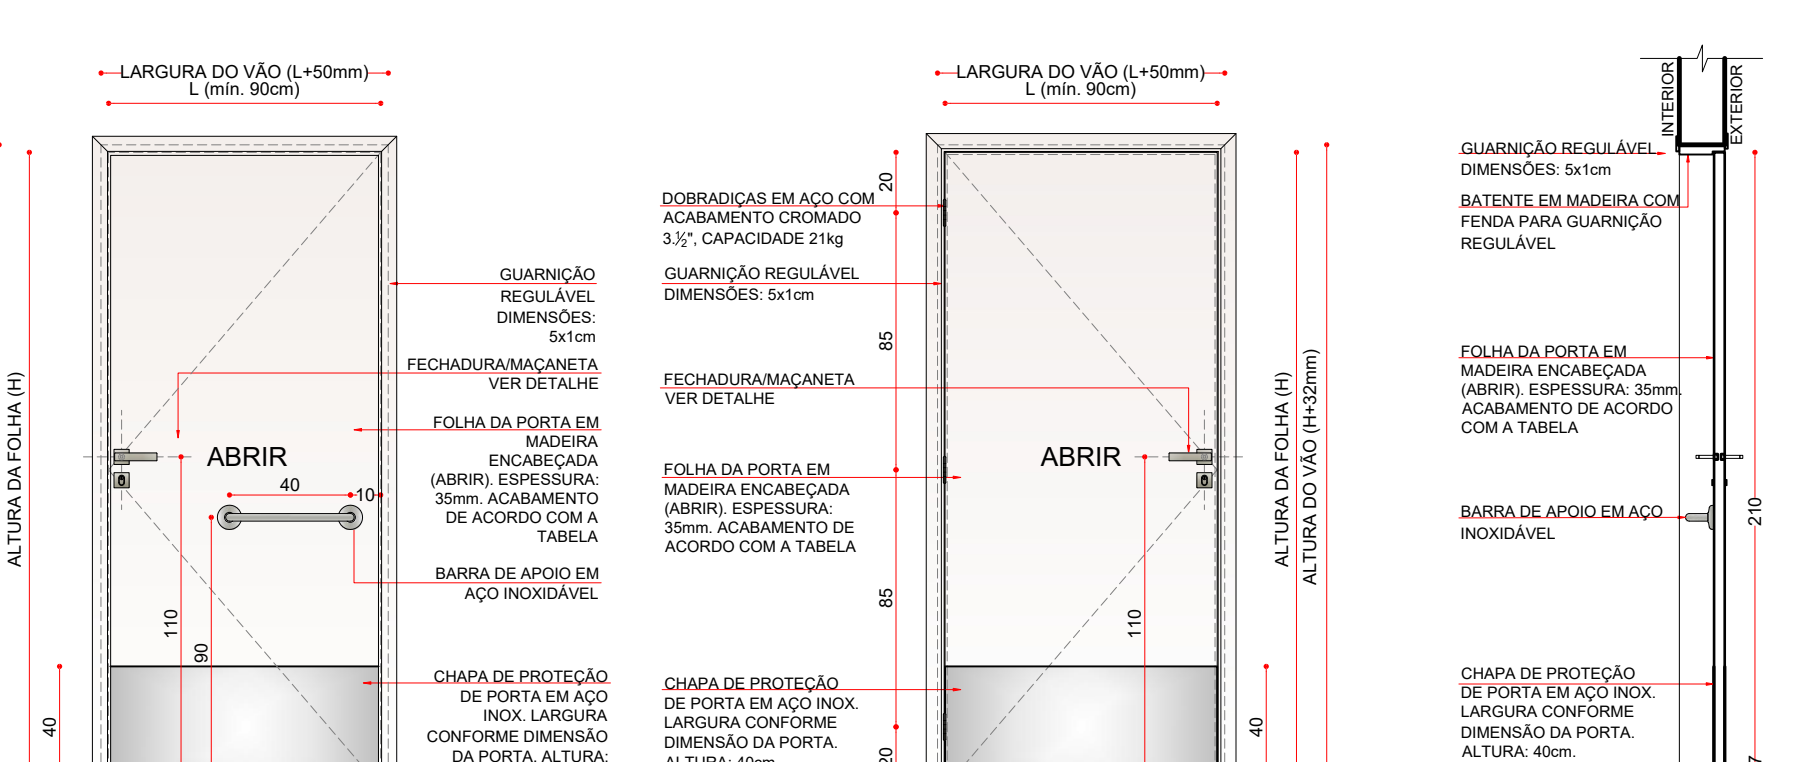 LARGURA DO VÃO (L+50mm)
L (mín. 90cm)
ALTURA DA FOLHA (H)
GUARNIÇÃO
REGULÁVEL
DIMENSÕES:
5x1cm
FECHADURA/MAÇANETA
VER DETALHE
FOLHA DA PORTA EM
MADEIRA
ENCABEÇADA
(ABRIR). ESPESSURA:
35mm. ACABAMENTO
DE ACORDO COM A
TABELA
ABRIR
40
10
BARRA DE APOIO EM
AÇO INOXIDÁVEL
110
90
CHAPA DE PROTEÇÃO
DE PORTA EM AÇO
INOX. LARGURA
CONFORME DIMENSÃO
DA PORTA. ALTURA:
40
LARGURA DO VÃO (L+50mm)
L (mín. 90cm)
20
DOBRADIÇAS EM AÇO COM
ACABAMENTO CROMADO
3.½", CAPACIDADE 21kg
GUARNIÇÃO REGULÁVEL
DIMENSÕES: 5x1cm
85
FECHADURA/MAÇANETA
VER DETALHE
ABRIR
FOLHA DA PORTA EM
MADEIRA ENCABEÇADA
(ABRIR). ESPESSURA:
35mm. ACABAMENTO DE
ACORDO COM A TABELA
85
110
CHAPA DE PROTEÇÃO
DE PORTA EM AÇO INOX.
LARGURA CONFORME
DIMENSÃO DA PORTA.
ALTURA: 40cm.
20
40
ALTURA DA FOLHA (H)
ALTURA DO VÃO (H+32mm)
INTERIOR
EXTERIOR
GUARNIÇÃO REGULÁVEL
DIMENSÕES: 5x1cm
BATENTE EM MADEIRA COM
FENDA PARA GUARNIÇÃO
REGULÁVEL
FOLHA DA PORTA EM
MADEIRA ENCABEÇADA
(ABRIR). ESPESSURA: 35mm.
ACABAMENTO DE ACORDO
COM A TABELA
BARRA DE APOIO EM AÇO
INOXIDÁVEL
210
CHAPA DE PROTEÇÃO
DE PORTA EM AÇO INOX.
LARGURA CONFORME
DIMENSÃO DA PORTA.
ALTURA: 40cm.